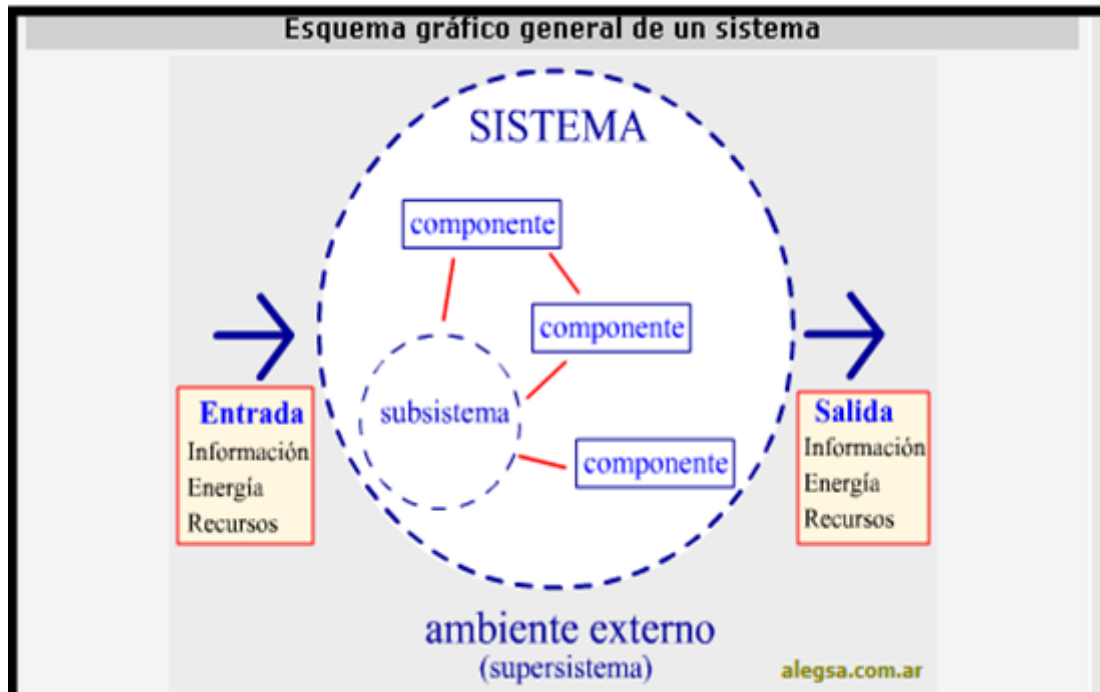 Esquema gráfico general de un sistema
SISTEMA
componente
componente
subsistema
componente
Entrada
Información
Energía
Recursos
Salida
Información
Energía
Recursos
ambiente externo
(supersistema)
alegsa.com.ar